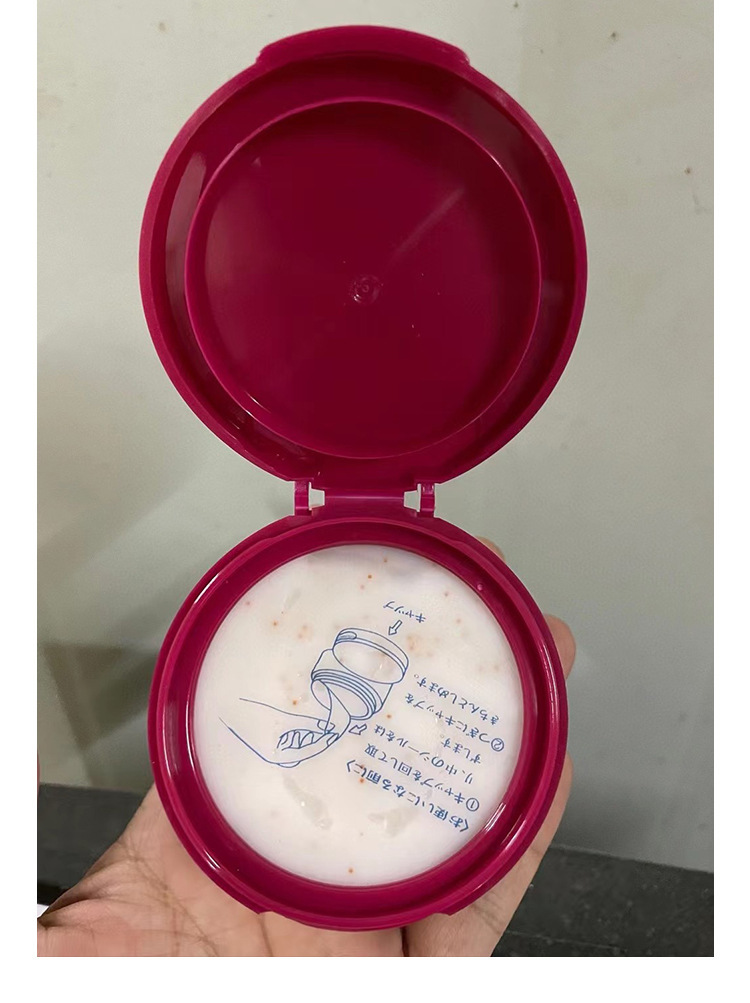 〈お使いになる前に〉
①キャップを回して取
り、中のシールをは
ずします。
②つぎにキャップを
きちんとしめます。
キャップ